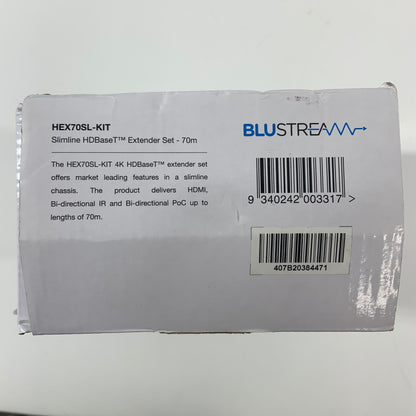 HEX70SL-KIT
Slimline HDBaseT™ Extender Set - 70m
The HEX70SL-KIT 4K HDBaseT™ extender set
offers market leading features in a slimline
chassis. The product delivers HDMI,
Bi-directional IR and Bi-directional PoC up to
lengths of 70m.
BLUSTREAM
9 340242 003317 >
407B20384471